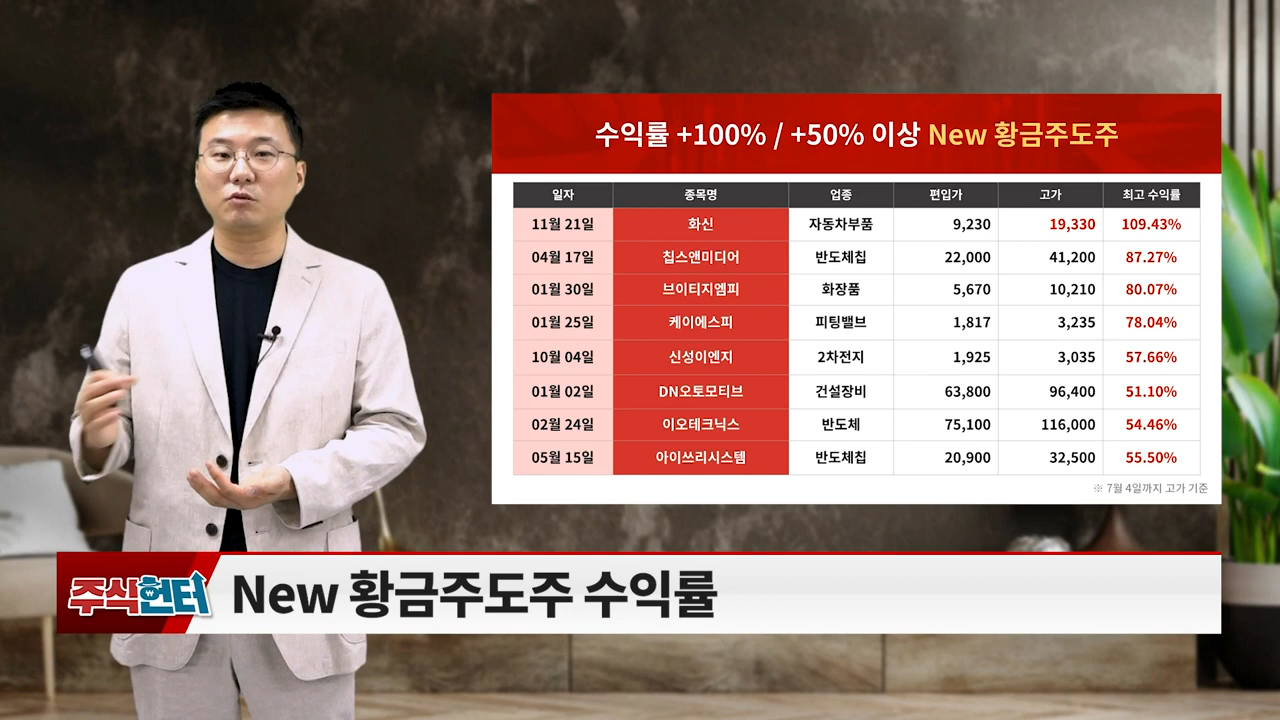 수익률 +100% / +50% 이상 New 황금주도주
일자 종목명 업종 편입가 고가 최고 수익률
11월 21일 화신 자동차부품 9,230 19,330 109.43%
04월 17일 칩스앤미디어 반도체칩 22,000 41,200 87.27%
01월 30일 브이티지엠피 화장품 5,670 10,210 80.07%
01월 25일 케이에스피 피팅밸브 1,817 3,235 78.04%
10월 04일 신성이엔지 2차전지 1,925 3,035 57.66%
01월 02일 DN오토모티브 건설장비 63,800 96,400 51.10%
02월 24일 이오테크닉스 반도체 75,100 116,000 54.46%
05월 15일 아이쓰리시스템 반도체칩 20,900 32,500 55.50%
※ 7월 4일까지 고가 기준
주식헌터 New 황금주도주 수익률